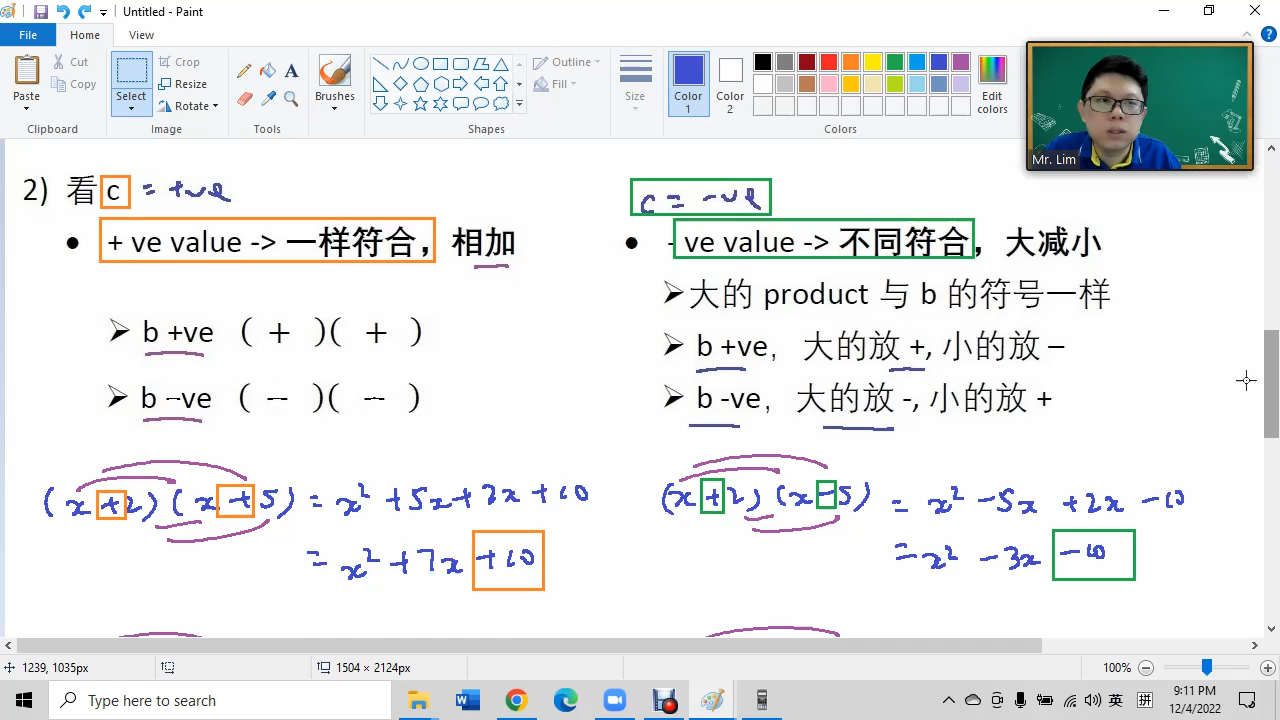 Untitled - Paint
File Home View
Paste Cut Copy Clipboard
Select Crop Resize Rotate Image
Tools
Brushes
Shapes Outline Fill
Size
Color 1 Color 2 Edit colors Colors
Mr. Lim
2) 看 c = +ve
• + ve value -> 一样符合，相加
➢ b +ve ( + )( + )
➢ b −ve ( − )( − )
(x+2)(x+5) = x² + 5x + 2x + 10
= x² + 7x + 10
c = -ve
• - ve value -> 不同符合，大减小
➢大的 product 与 b 的符号一样
➢ b +ve, 大的放 +, 小的放 –
➢ b -ve, 大的放 -, 小的放 +
(x+2)(x-5) = x² - 5x + 2x - 10
= x² - 3x - 10
1239, 1035px 1504 × 2124px 100%
Type here to search
英 拼 9:11 PM
12/4/2022